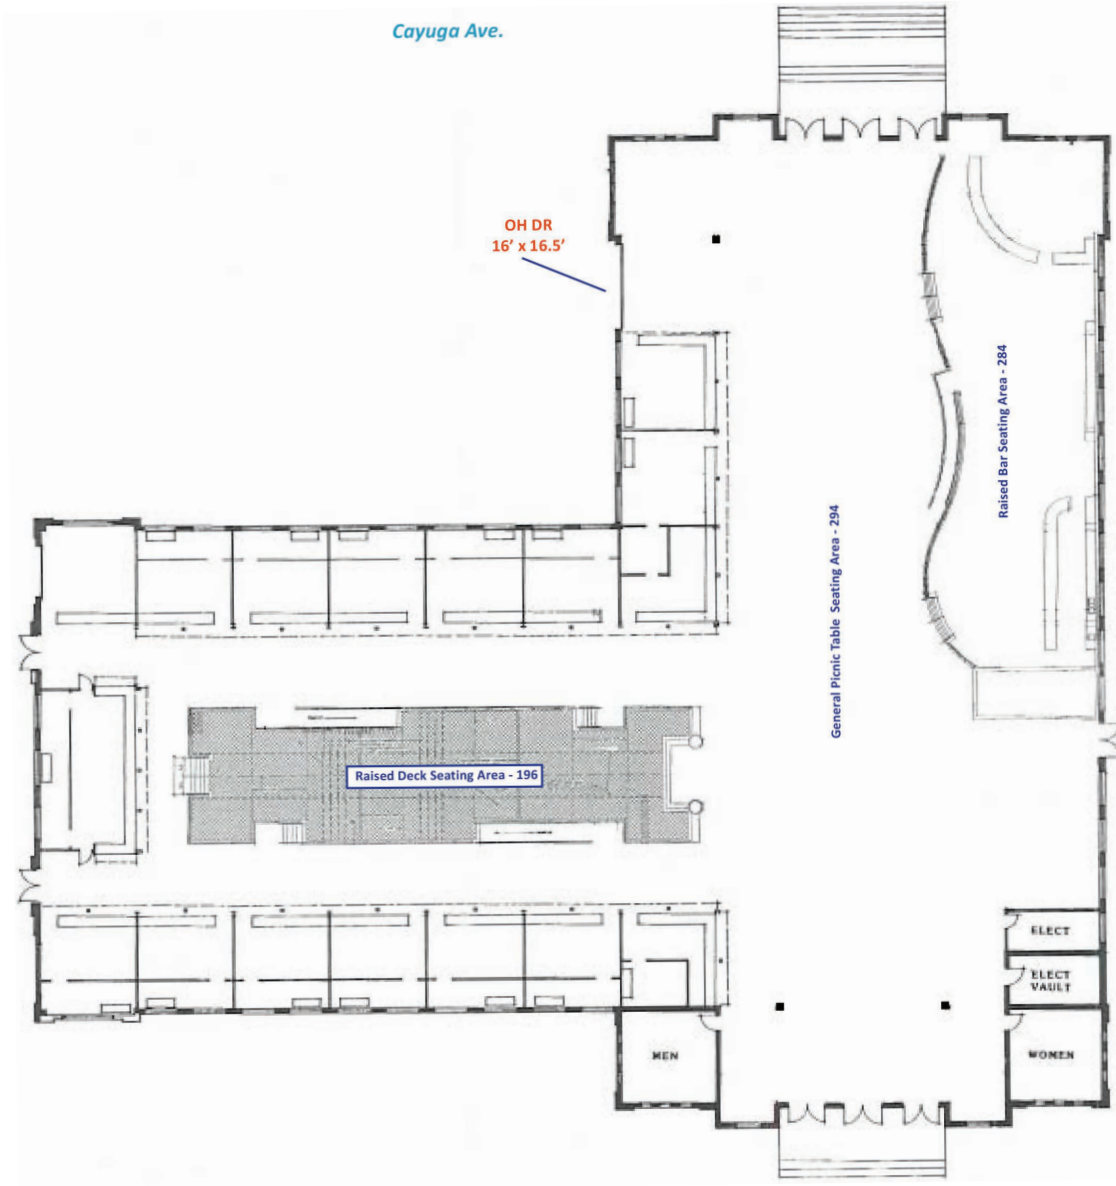 Cayuga Ave.
OH DR
16’ x 16.5’
Raised Bar Seating Area - 284
General Picnic Table Seating Area - 294
Raised Deck Seating Area - 196
ELECT
ELECT
VAULT
MEN
WOMEN